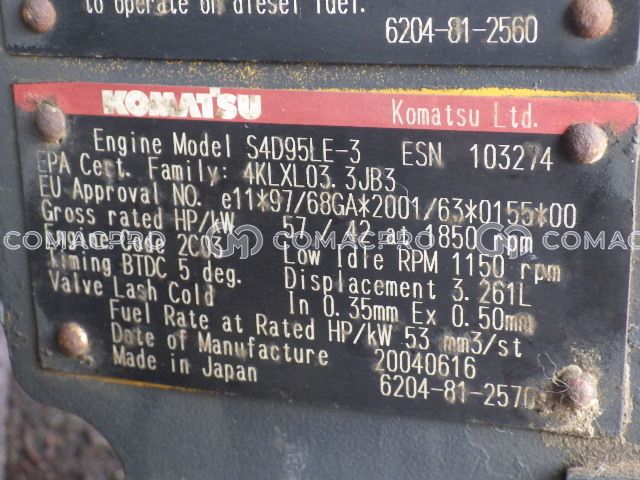 to operate on diesel fuel.
6204-81-2560
KOMATSU Komatsu Ltd.
Engine Model S4D95LE-3 ESN 103274
EPA Cert. Family: 4KLXL03.3JB3
EU Approval NO. e11*97/68GA*2001/63*0155*00
Gross rated HP/kW 57 / 42 at 1850 rpm
Engine Code 2C03 Low Idle RPM 1150 rpm
Timing BTDC 5 deg. Displacement 3.261L
Valve Lash Cold In 0.35mm Ex 0.50mm
Fuel Rate at Rated HP/kW 53 mm3/st
Date of Manufacture 20040616
Made in Japan 6204-81-2570
COMACPRO COMACPRO COMACPRO